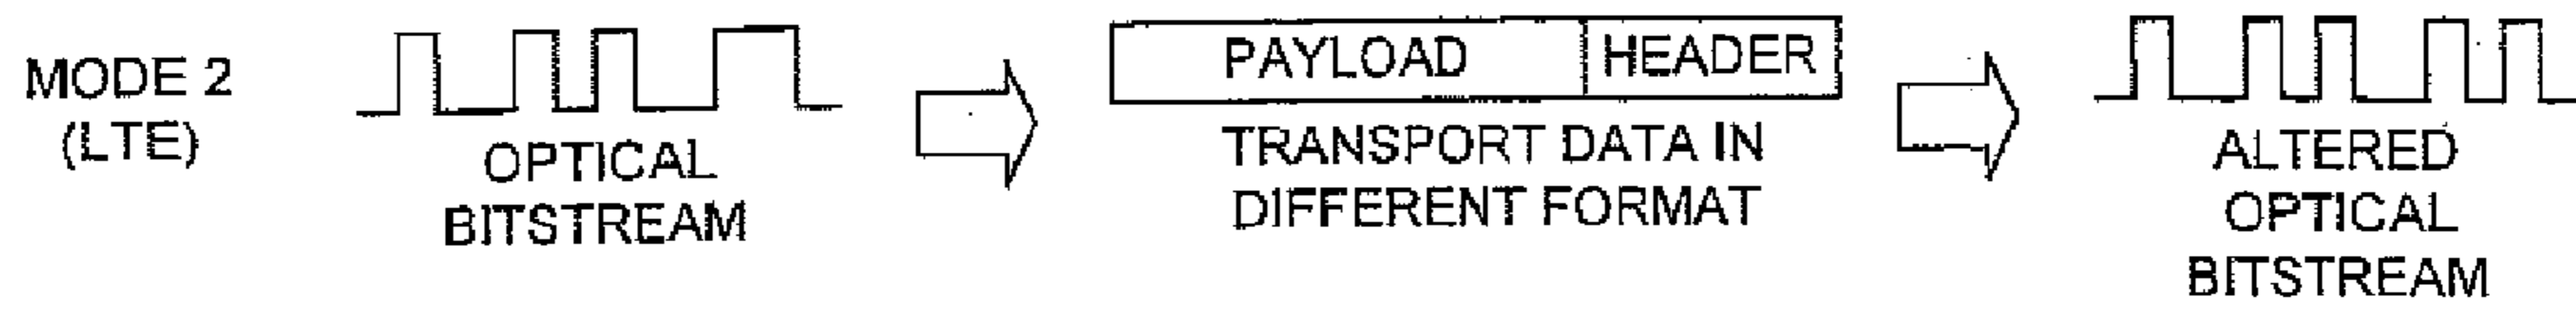 MODE 2
(LTE)
OPTICAL
BITSTREAM
PAYLOAD HEADER
TRANSPORT DATA IN
DIFFERENT FORMAT
ALTERED
OPTICAL
BITSTREAM